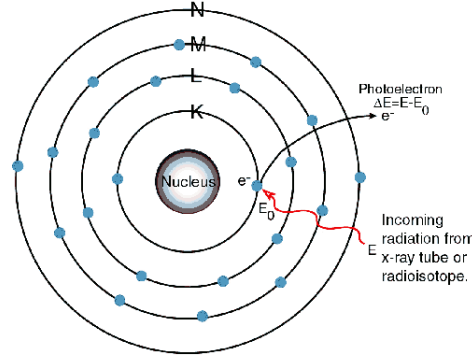 N
M
L
K
Photoelectron
ΔE=E-E₀
e⁻
Nucleus
e⁻
E₀
E
Incoming
radiation from
x-ray tube or
radioisotope.